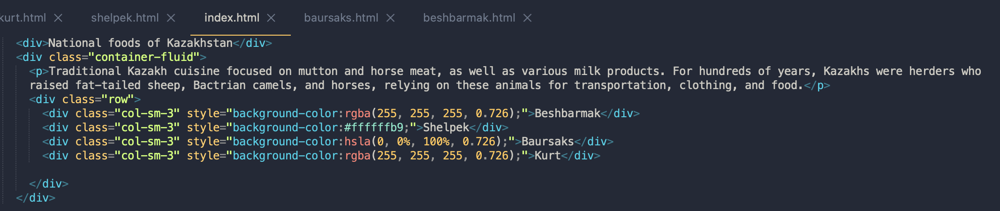 kurt.html × shelpek.html × index.html × baursaks.html × beshbarmak.html ×
<div>National foods of Kazakhstan</div>
<div class="container-fluid">
<p>Traditional Kazakh cuisine focused on mutton and horse meat, as well as various milk products. For hundreds of years, Kazakhs were herders who
raised fat-tailed sheep, Bactrian camels, and horses, relying on these animals for transportation, clothing, and food.</p>
<div class="row">
<div class="col-sm-3" style="background-color:rgba(255, 255, 255, 0.726);">Beshbarmak</div>
<div class="col-sm-3" style="background-color:#ffffffb9;">Shelpek</div>
<div class="col-sm-3" style="background-color:hsla(0, 0%, 100%, 0.726);">Baursaks</div>
<div class="col-sm-3" style="background-color:rgba(255, 255, 255, 0.726);">Kurt</div>
</div>
</div>